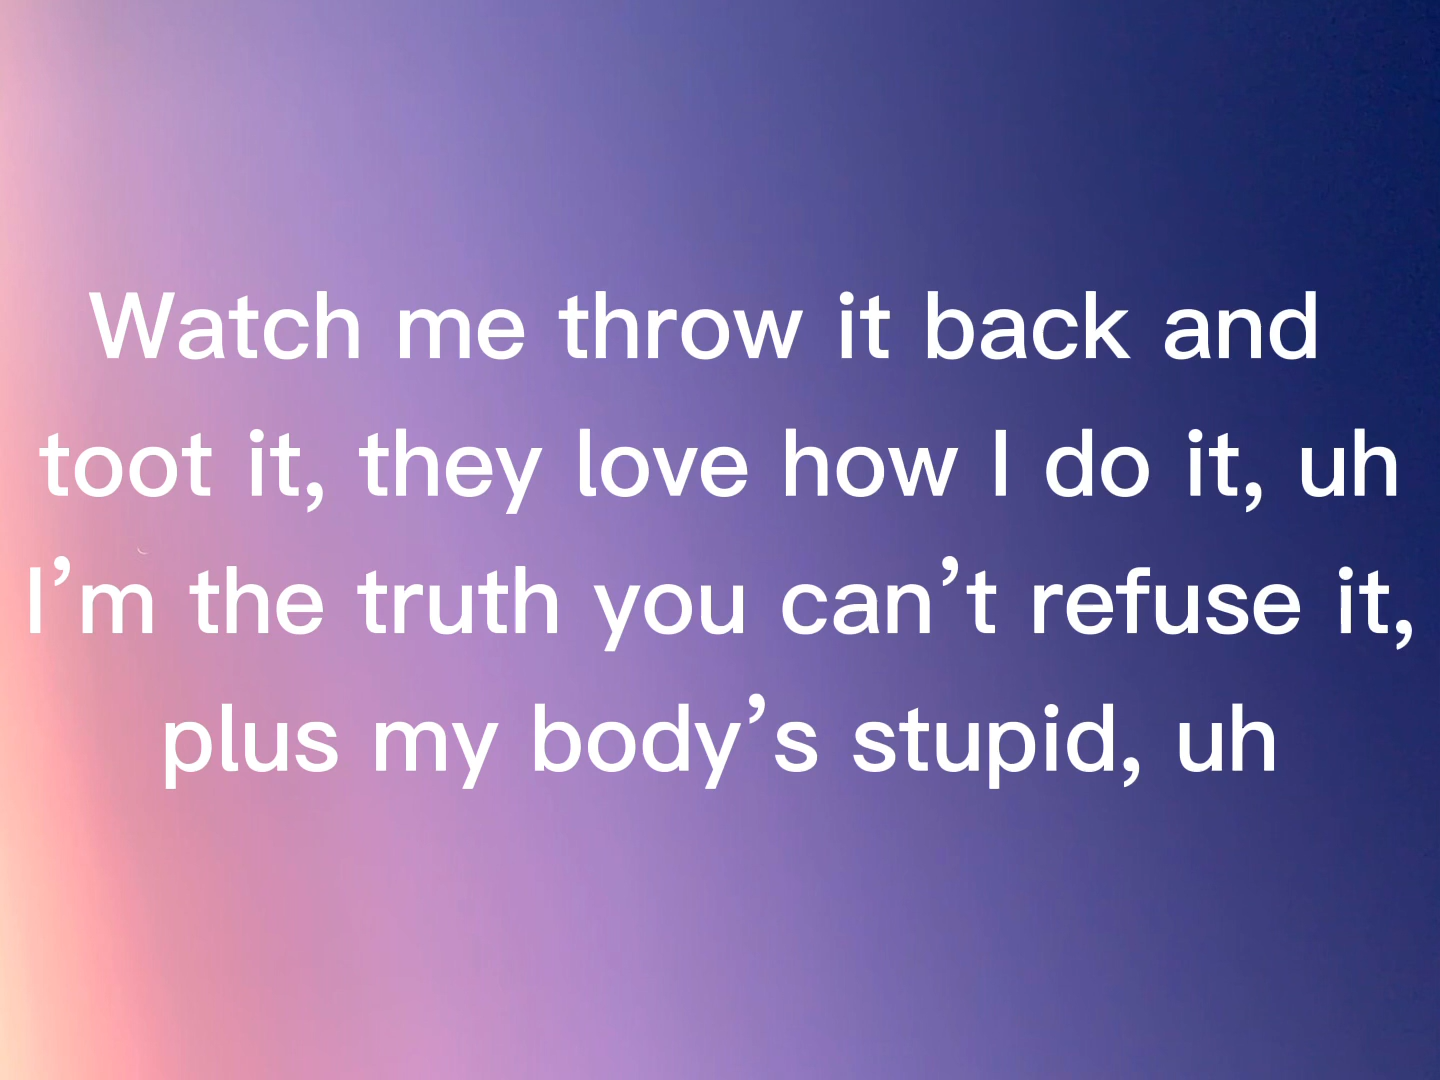 Watch me throw it back and
toot it, they love how I do it, uh
I’m the truth you can’t refuse it,
plus my body’s stupid, uh